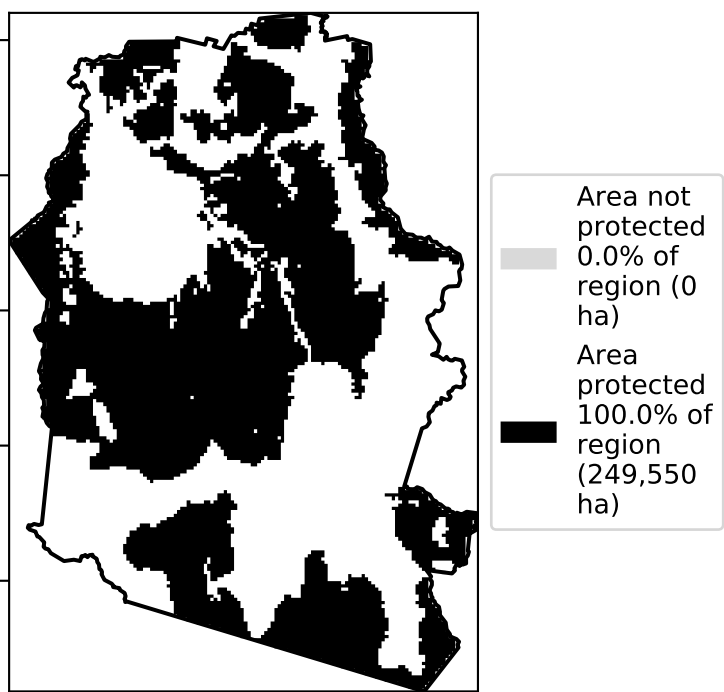 Area not
protected
0.0% of
region (0
ha)
Area
protected
100.0% of
region
(249,550
ha)